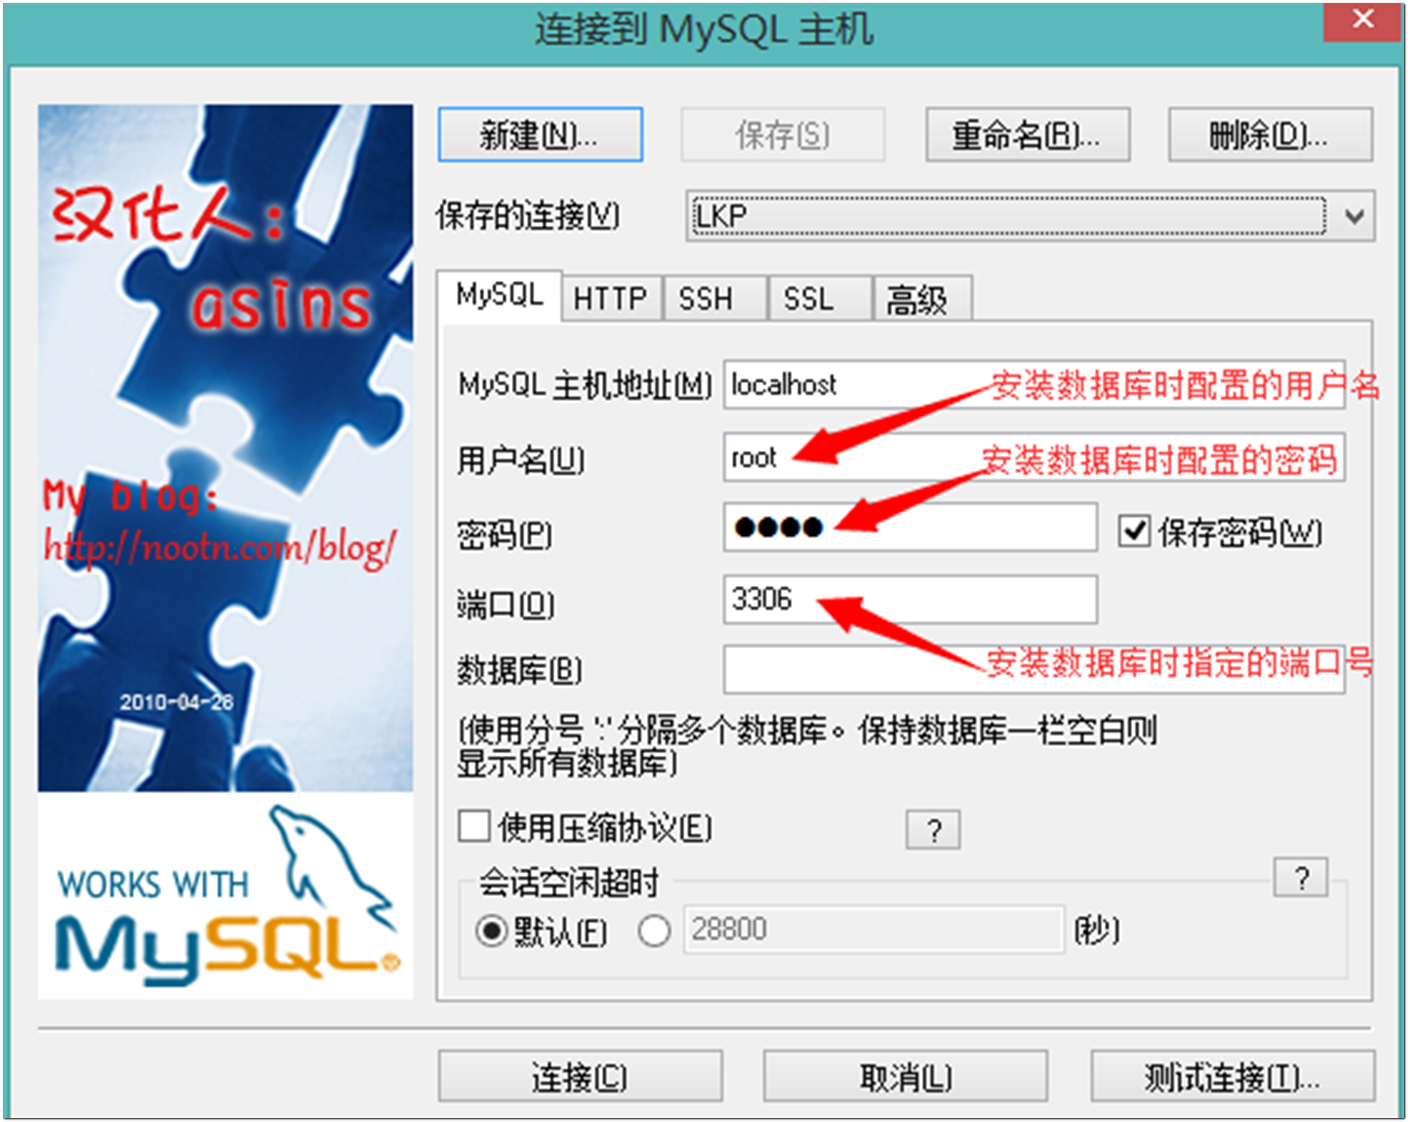 连接到 MySQL 主机
汉化人：
asins
My blog:
http://nootn.com/blog/
2010-04-26
WORKS WITH
MySQL
新建(N)...
保存(S)
重命名(R)...
删除(D)...
保存的连接(V)
LKP
MySQL
HTTP
SSH
SSL
高级
MySQL 主机地址(M)
localhost
安装数据库时配置的用户名
用户名(U)
root
安装数据库时配置的密码
密码(P)
保存密码(W)
端口(O)
3306
安装数据库时指定的端口号
数据库(B)
(使用分号 ';' 分隔多个数据库。保持数据库一栏空白则
显示所有数据库)
使用压缩协议(E)
?
会话空闲超时
?
默认(F)
28800
(秒)
连接(C)
取消(L)
测试连接(T)...